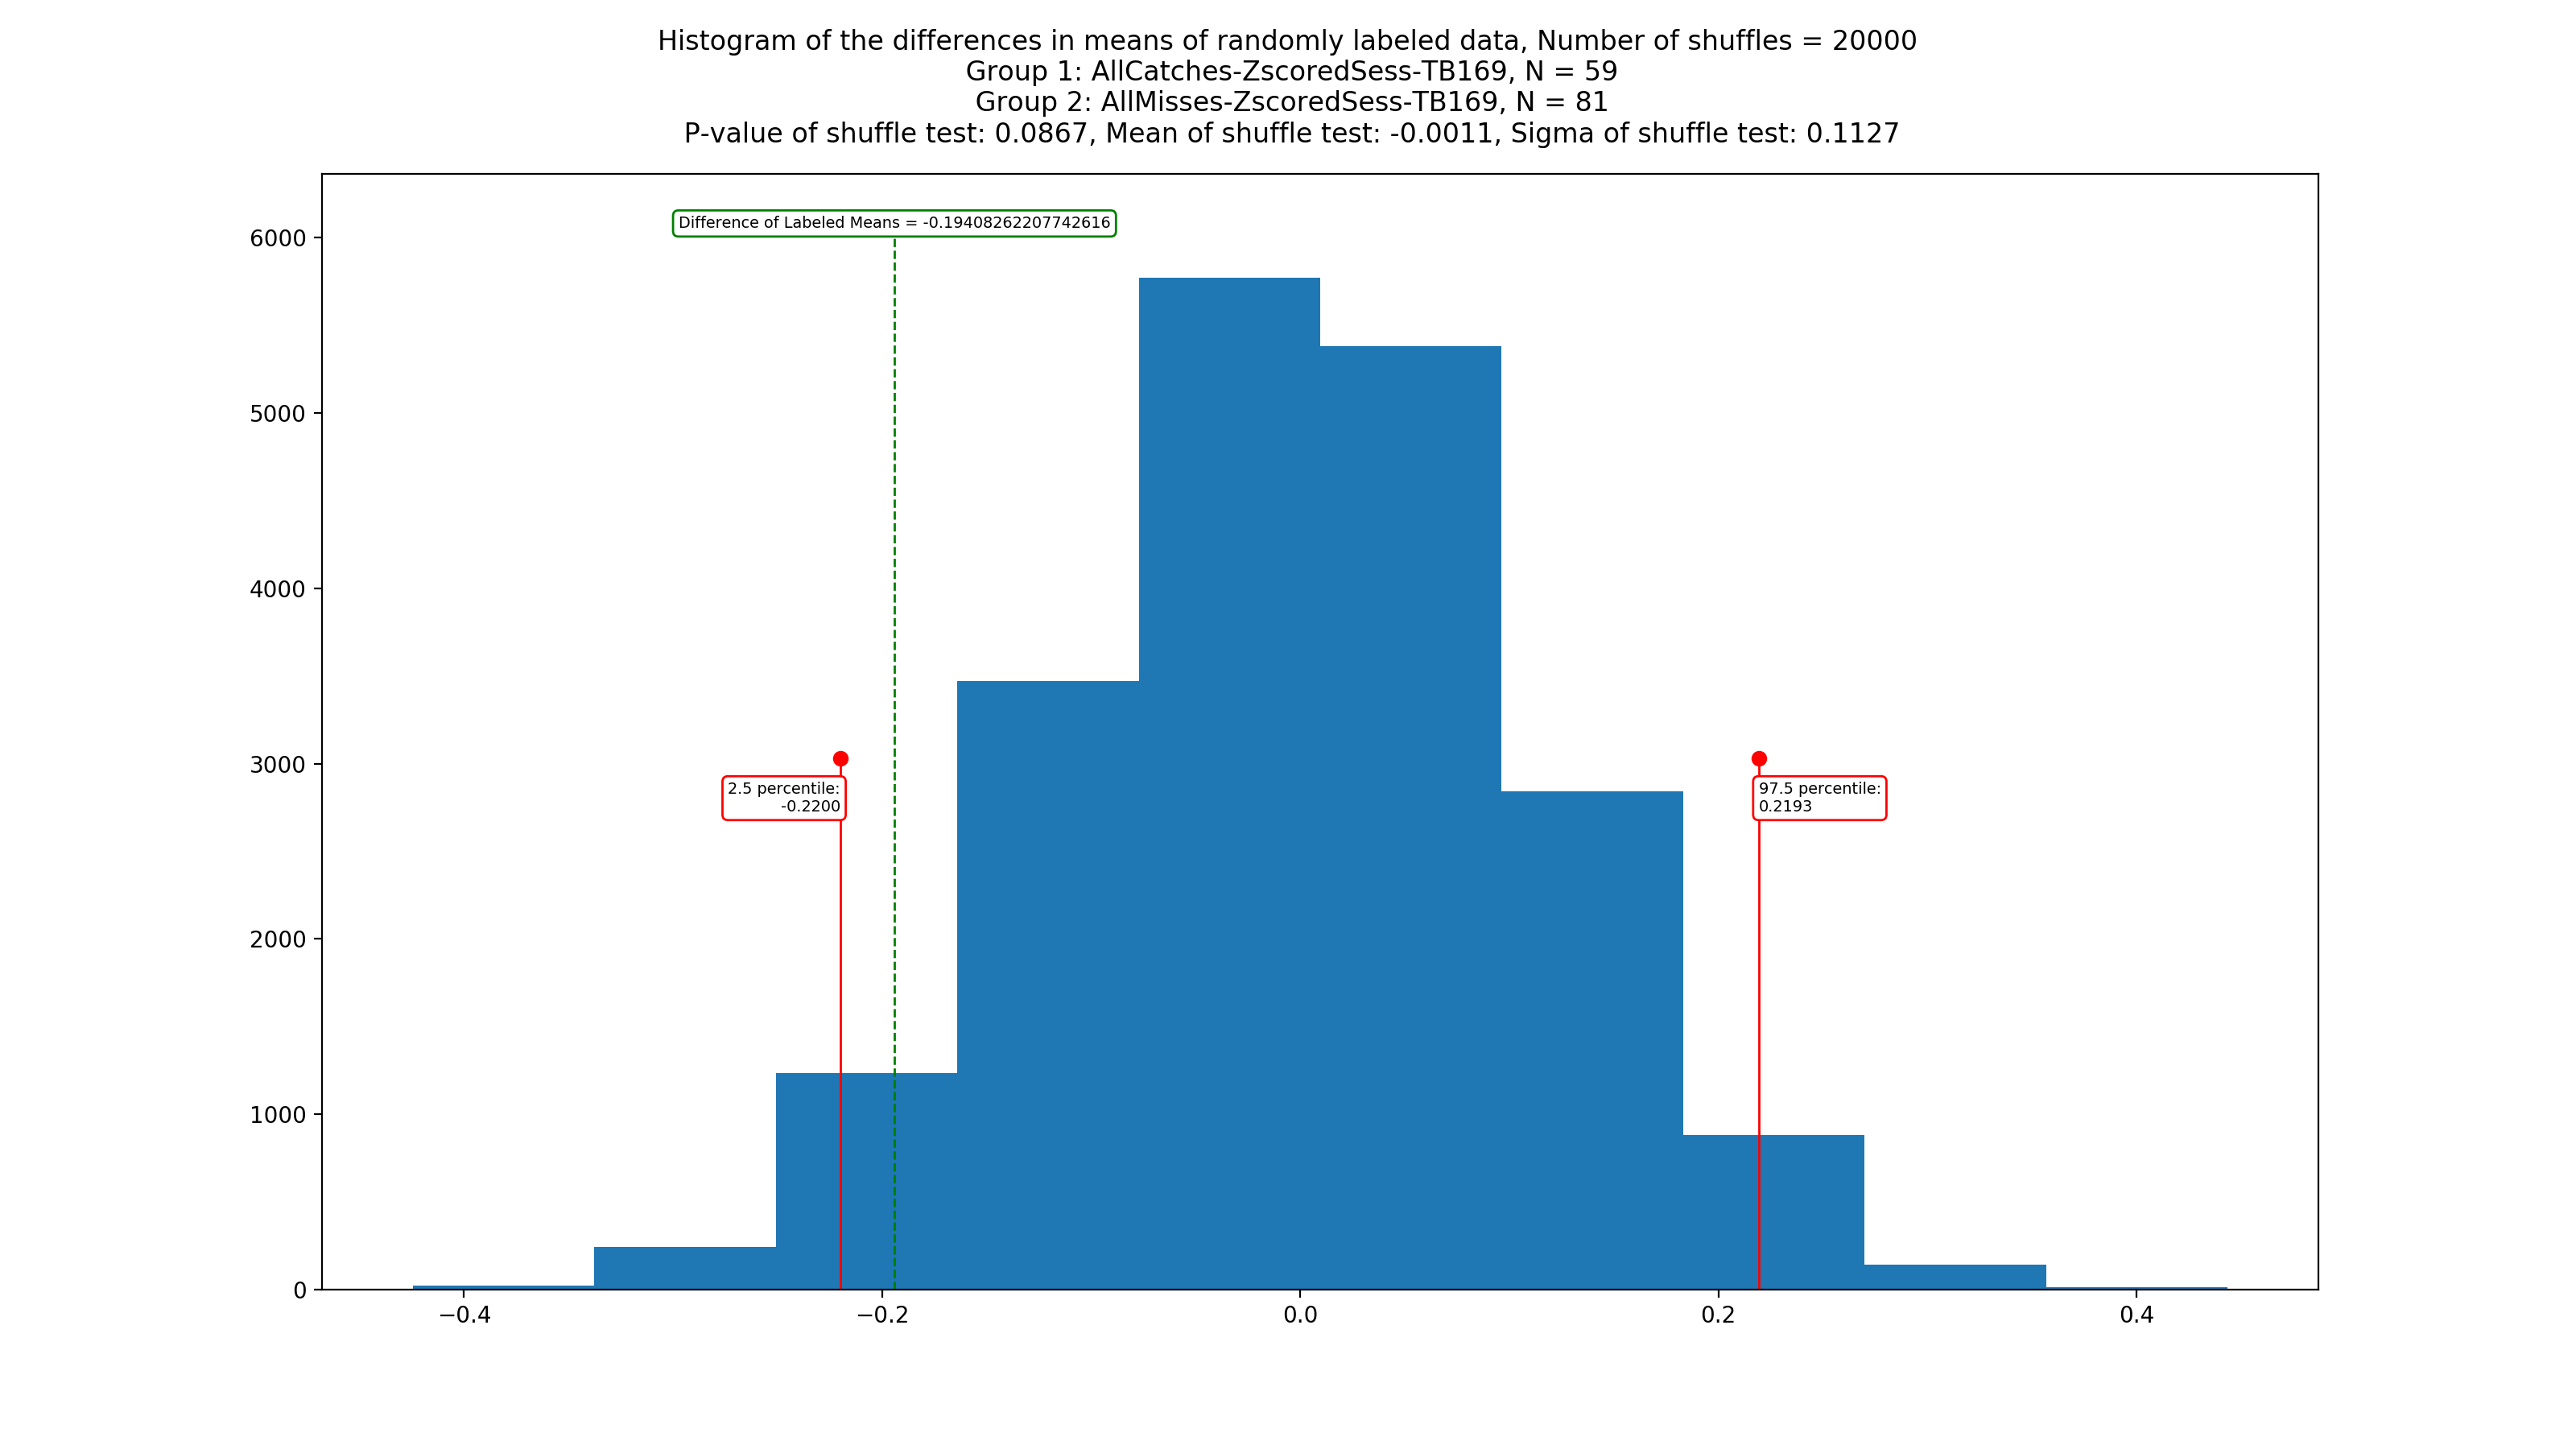 Histogram of the differences in means of randomly labeled data, Number of shuffles = 20000
Group 1: AllCatches-ZscoredSess-TB169, N = 59
Group 2: AllMisses-ZscoredSess-TB169, N = 81
P-value of shuffle test: 0.0867, Mean of shuffle test: -0.0011, Sigma of shuffle test: 0.1127
Difference of Labeled Means = -0.19408262207742616
6000
5000
4000
3000
2.5 percentile:
-0.2200
97.5 percentile:
0.2193
2000
1000
0
−0.4
−0.2
0.0
0.2
0.4